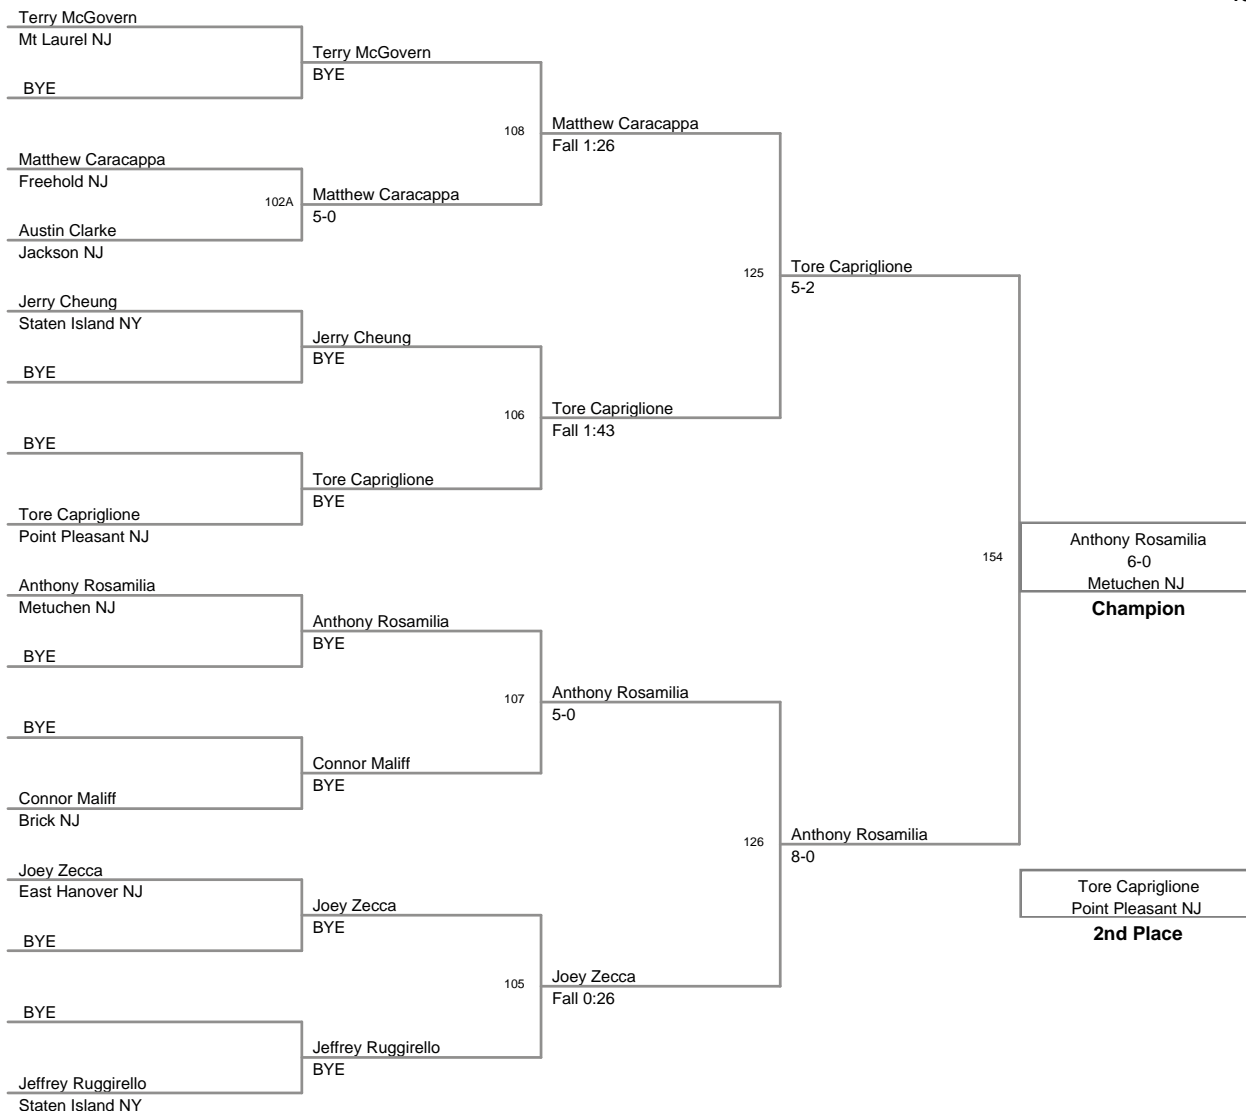 Terry McGovern
Mt Laurel NJ
BYE
Matthew Caracappa
Freehold NJ
Austin Clarke
Jackson NJ
Jerry Cheung
Staten Island NY
BYE
BYE
Tore Capriglione
Point Pleasant NJ
Anthony Rosamilia
Metuchen NJ
BYE
BYE
Connor Maliff
Brick NJ
Joey Zecca
East Hanover NJ
BYE
BYE
Jeffrey Ruggirello
Staten Island NY
Terry McGovern
BYE
102A
Matthew Caracappa
5-0
Jerry Cheung
BYE
Tore Capriglione
BYE
Anthony Rosamilia
BYE
Connor Maliff
BYE
Joey Zecca
BYE
Jeffrey Ruggirello
BYE
108
Matthew Caracappa
Fall 1:26
106
Tore Capriglione
Fall 1:43
107
Anthony Rosamilia
5-0
105
Joey Zecca
Fall 0:26
125
Tore Capriglione
5-2
126
Anthony Rosamilia
8-0
154
Anthony Rosamilia
6-0
Metuchen NJ
Champion
Tore Capriglione
Point Pleasant NJ
2nd Place